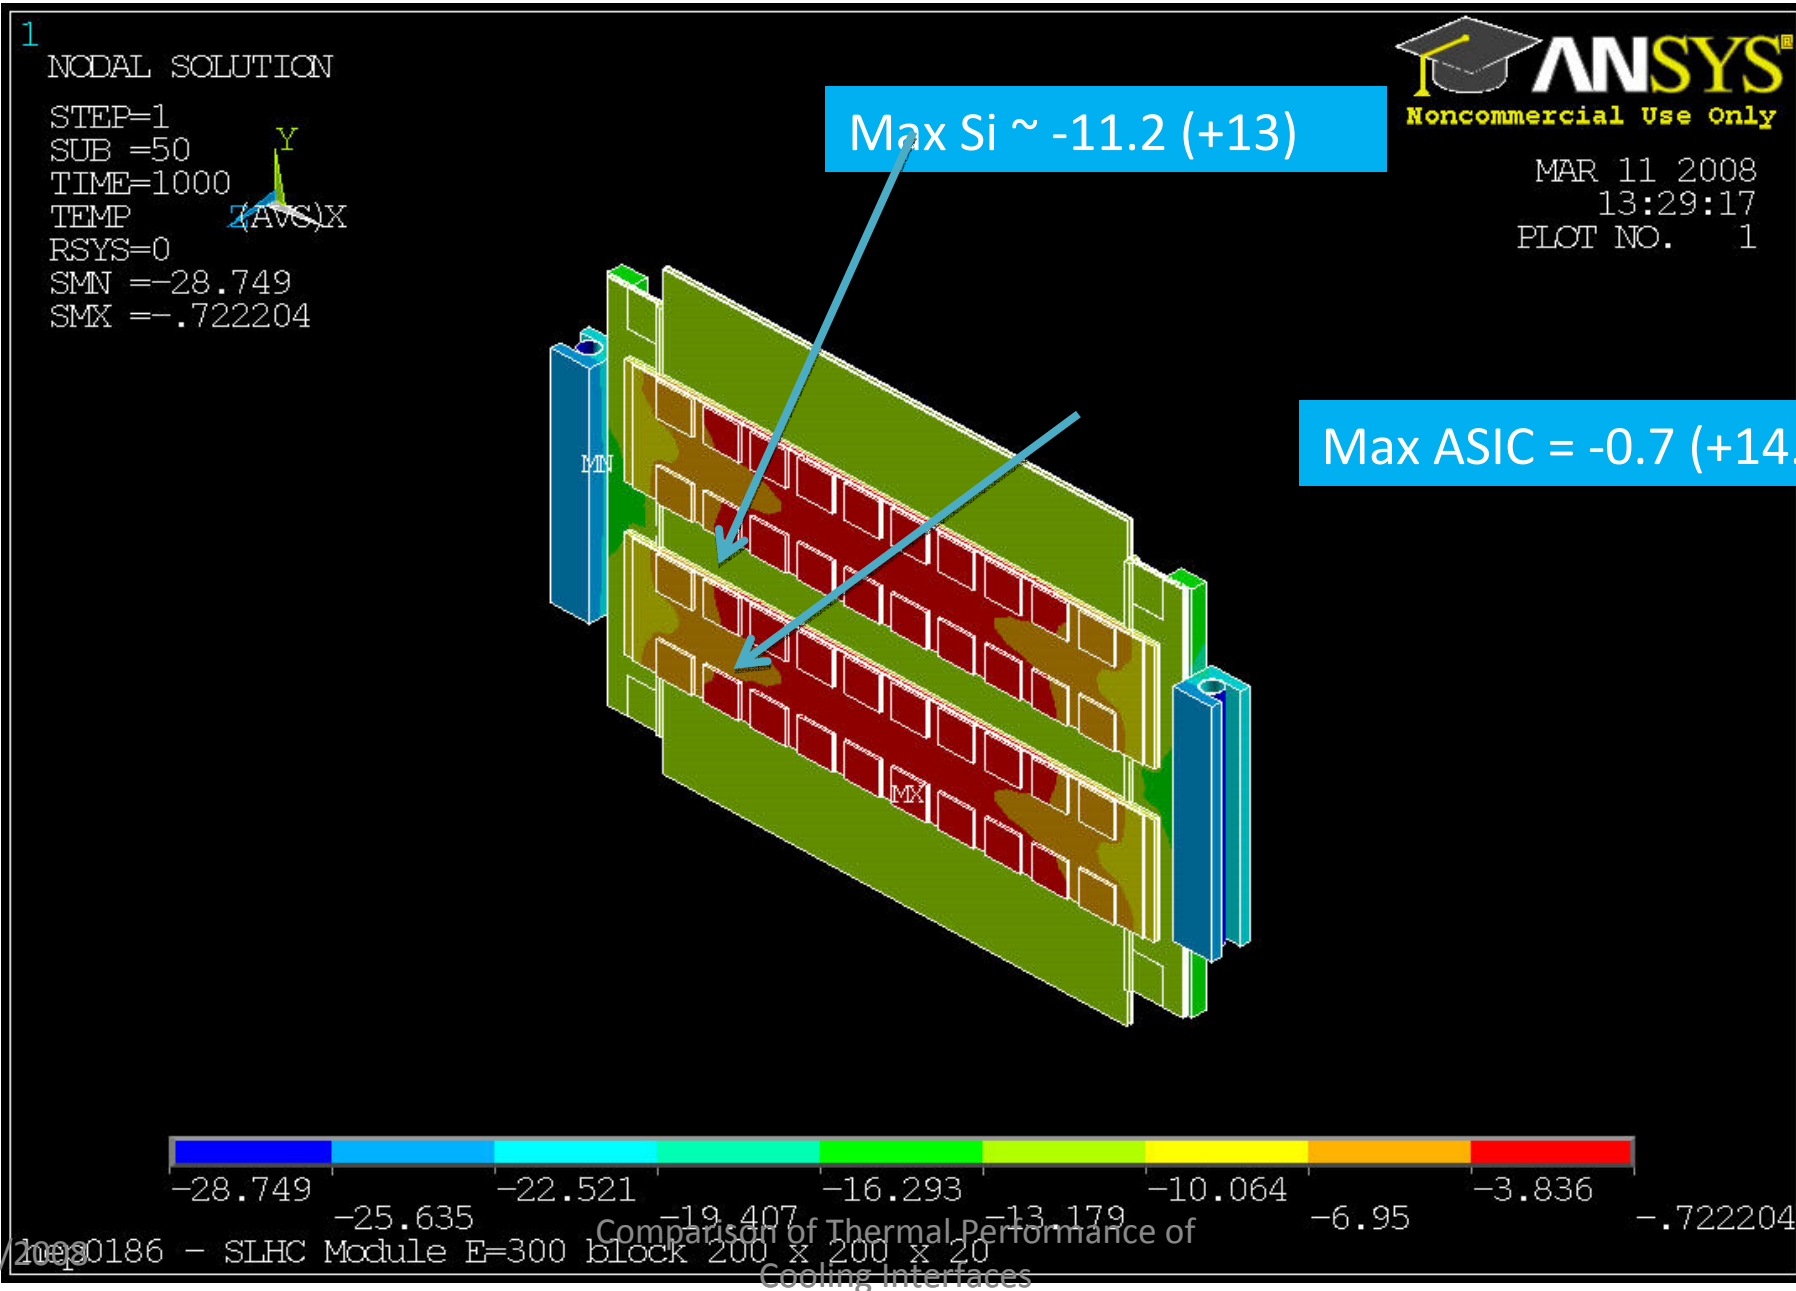 1
NODAL SOLUTION
STEP=1
SUB =50
TIME=1000
TEMP (AVG)
RSYS=0
SMN =-28.749
SMX =-.722204
Y
Z
X
ANSYS®
Noncommercial Use Only
MAR 11 2008
13:29:17
PLOT NO. 1
Max Si ~ -11.2 (+13)
Max ASIC = -0.7 (+14.
MN
MX
-28.749 -22.521 -16.293 -10.064 -3.836
-25.635 -19.407 -13.179 -6.95 -.722204
0186 - SLHC Module E=300 block 200 x 200 x 20
/2008
Comparison of Thermal Performance of
Cooling Interfaces